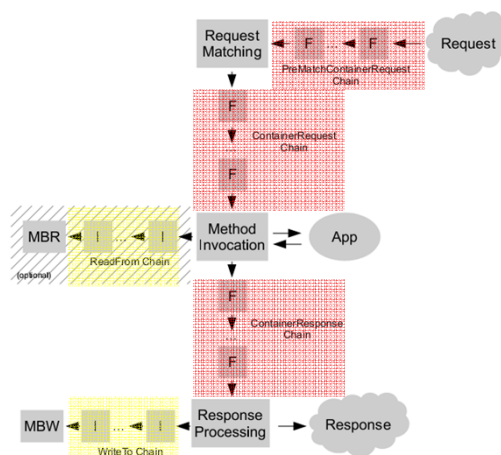 Request
Matching
F
...
F
Request
PreMatchContainerRequest
Chain
F
ContainerRequest
Chain
...
F
MBR
I
...
I
Method
Invocation
App
(optional)
ReadFrom Chain
F
ContainerResponse
Chain
...
F
MBW
I
...
I
Response
Processing
Response
WriteTo Chain